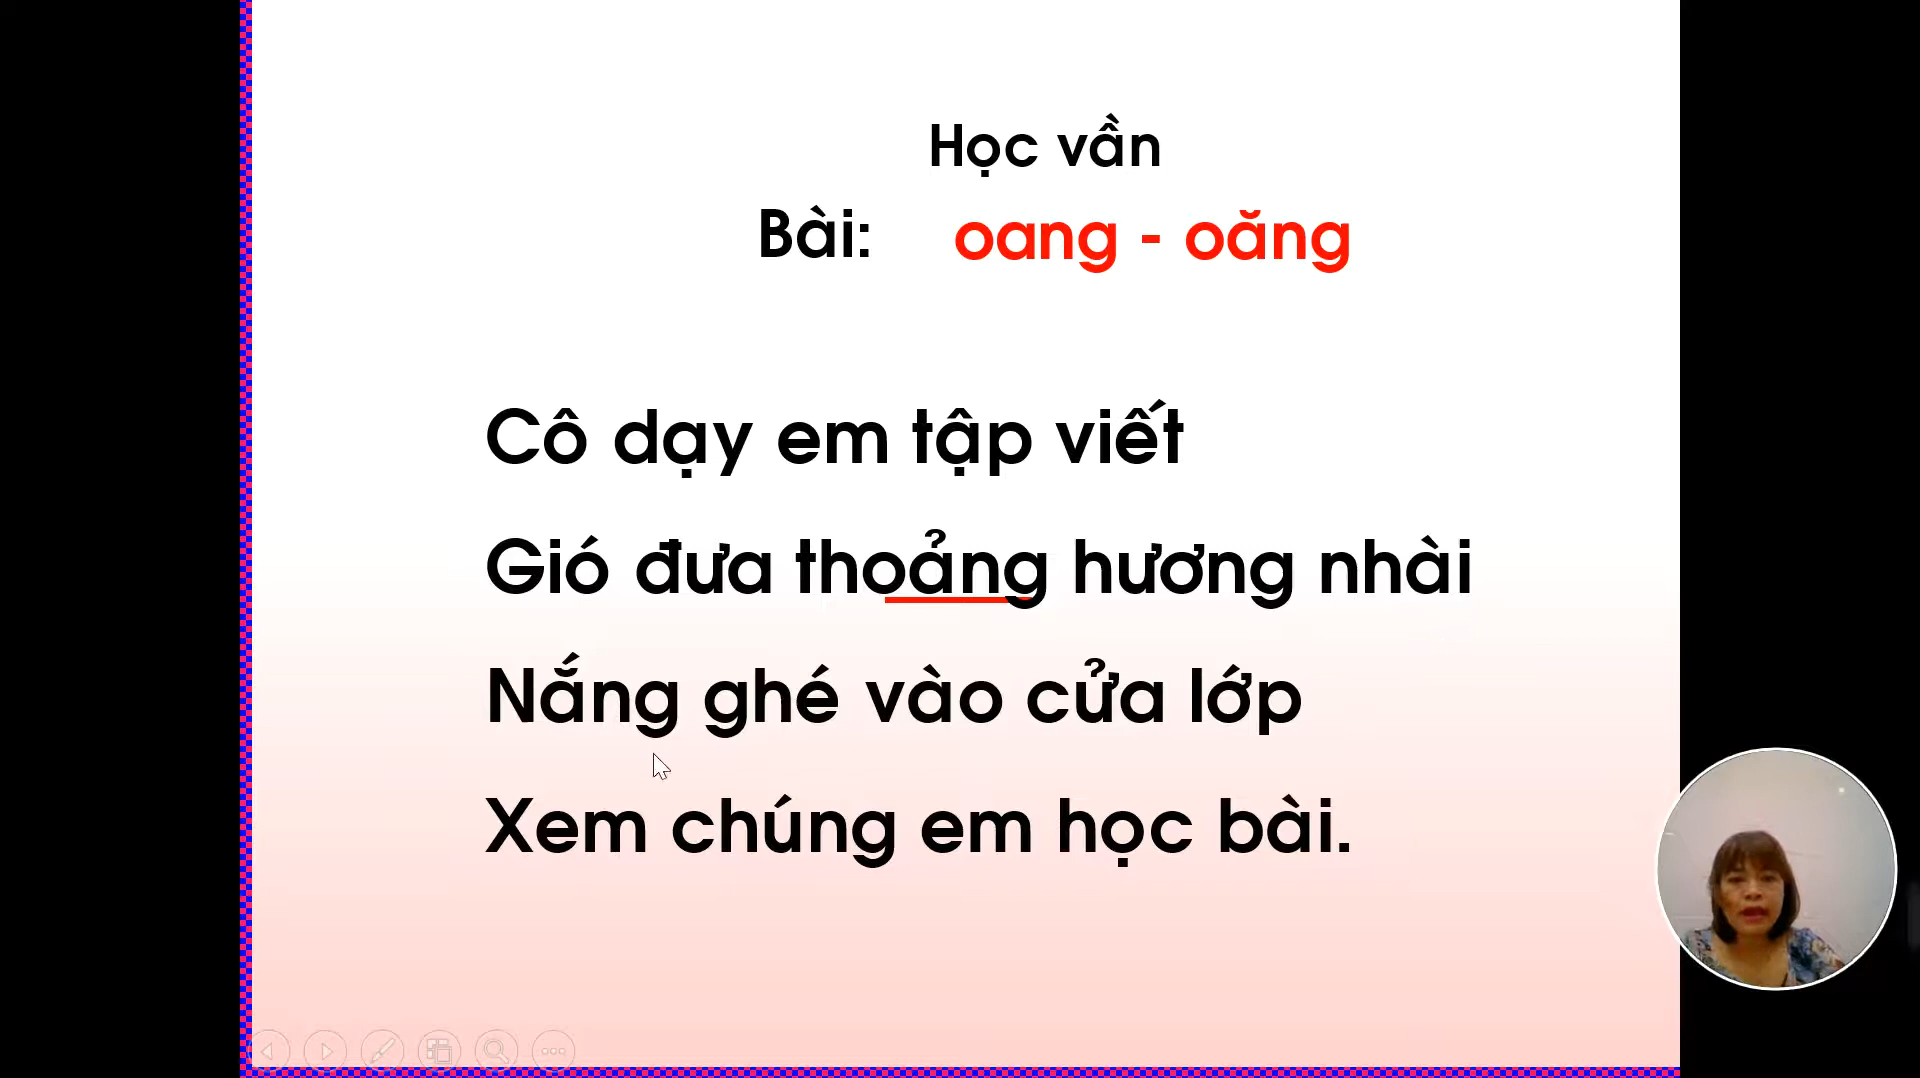 Học vần
Bài: oang - oăng
Cô dạy em tập viết
Gió đưa thoảng hương nhài
Nắng ghé vào cửa lớp
Xem chúng em học bài.